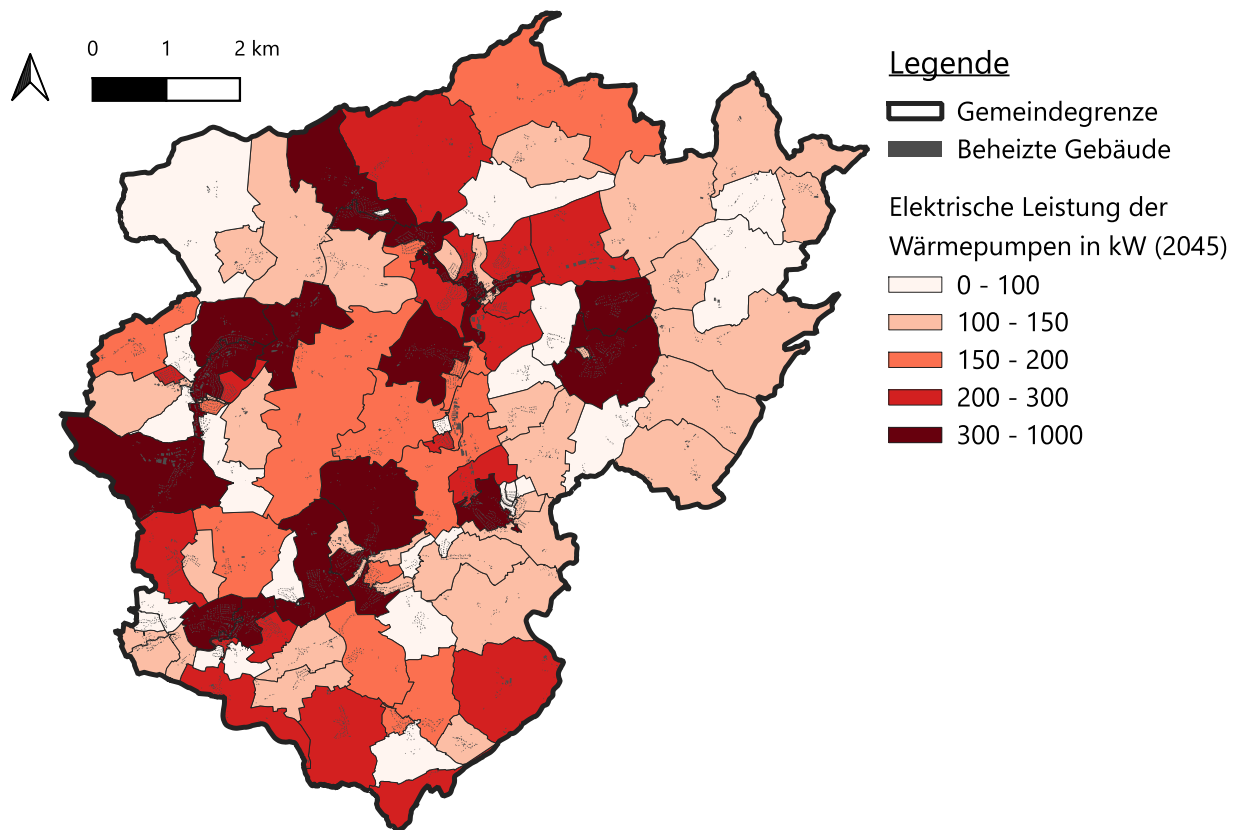 0 1 2 km
Legende
Gemeindegrenze
Beheizte Gebäude
Elektrische Leistung der
Wärmepumpen in kW (2045)
0 - 100
100 - 150
150 - 200
200 - 300
300 - 1000